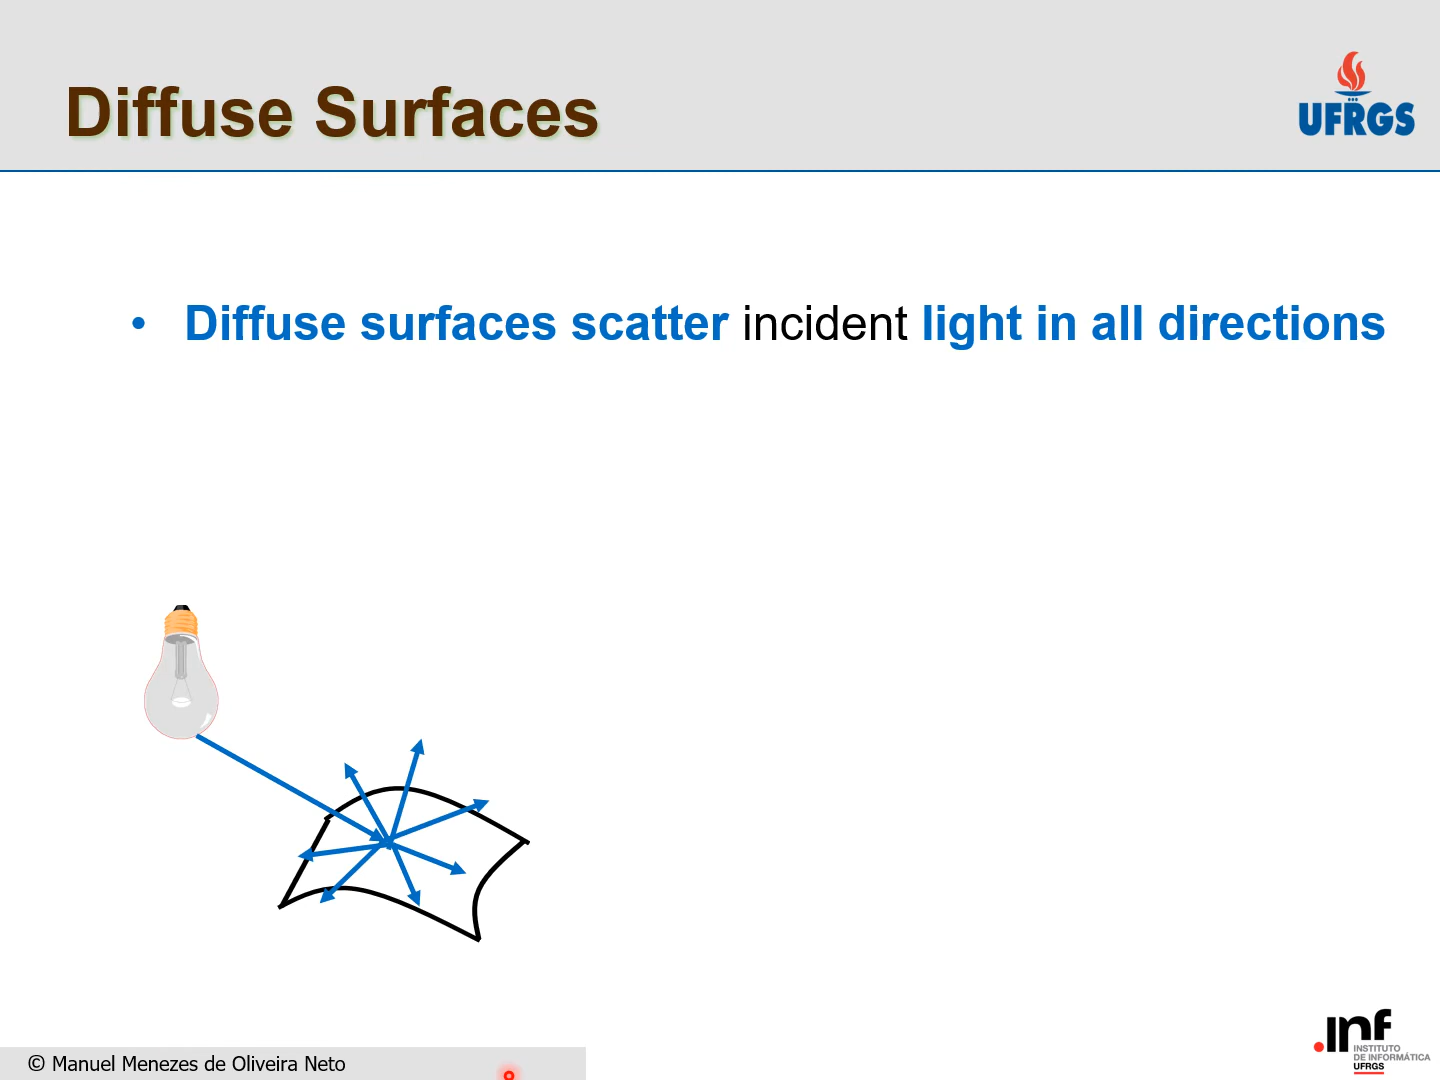 Diffuse Surfaces
UFRGS
• Diffuse surfaces scatter incident light in all directions
© Manuel Menezes de Oliveira Neto
.inf
INSTITUTO
DE INFORMÁTICA
UFRGS